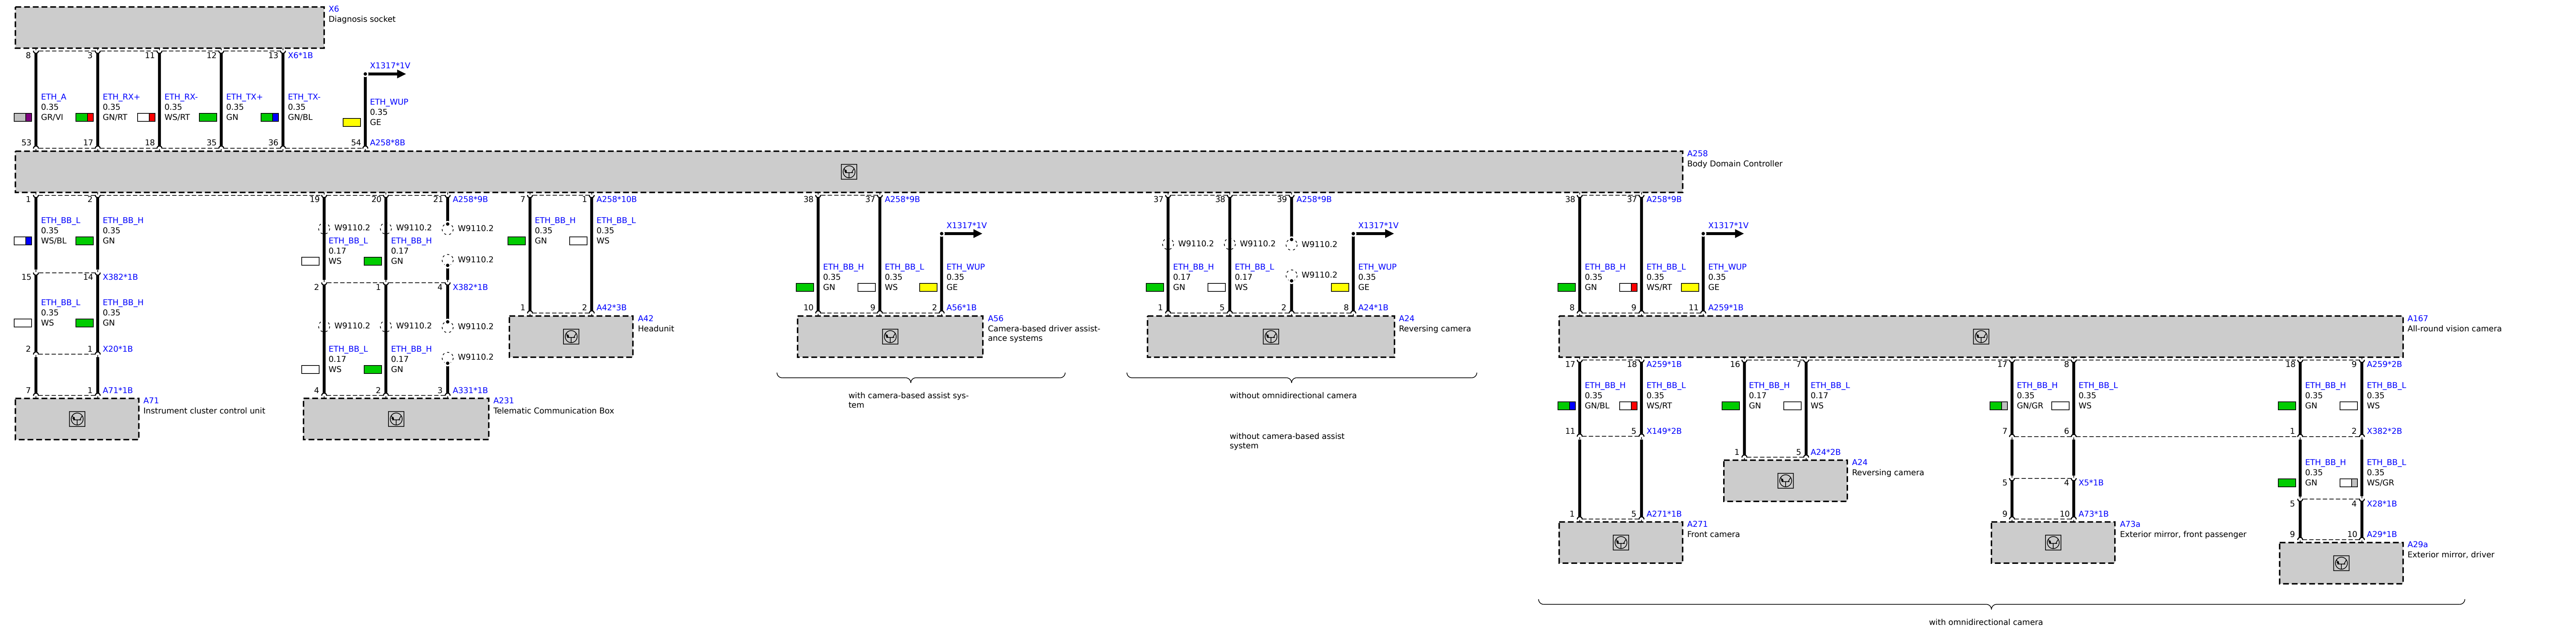 X6
Diagnosis socket
8 3 11 12 13 X6*1B
X1317*1V
ETH_A ETH_RX+ ETH_RX- ETH_TX+ ETH_TX- ETH_WUP
0.35 0.35 0.35 0.35 0.35 0.35
GR/VI GN/RT WS/RT GN GN/BL GE
53 17 18 35 36 54 A258*8B
A258
Body Domain Controller
1 2 19 20 21 A258*9B 7 1 A258*10B 38 37 A258*9B 37 38 39 A258*9B 38 37 A258*9B
ETH_BB_L ETH_BB_H ETH_BB_H ETH_BB_L
0.35 0.35 0.35 0.35
WS/BL GN GN WS
W9110.2 W9110.2 W9110.2
X1317*1V X1317*1V X1317*1V
ETH_BB_L ETH_BB_H
0.17 0.17
WS GN
W9110.2 W9110.2 W9110.2
W9110.2
W9110.2
15 14 X382*1B
2 1 4 X382*1B
ETH_BB_H ETH_BB_L ETH_WUP ETH_BB_H ETH_BB_L ETH_WUP ETH_BB_H ETH_BB_L ETH_WUP
0.35 0.35 0.35 0.17 0.17 0.35 0.35 0.35 0.35
GN WS GE GN WS GE GN WS/RT GE
ETH_BB_L ETH_BB_H
0.35 0.35
WS GN
1 2 A42*3B 10 9 2 A56*1B 1 5 2 8 A24*1B 8 9 11 A259*1B
W9110.2 W9110.2 W9110.2
A42
Headunit
A56
Camera-based driver assist-
ance systems
A24
Reversing camera
A167
All-round vision camera
2 1 X20*1B
ETH_BB_L ETH_BB_H
0.17 0.17
WS GN
W9110.2
7 1 A71*1B 4 2 3 A331*1B
A71
Instrument cluster control unit
A231
Telematic Communication Box
with camera-based assist sys-
tem
without omnidirectional camera
without camera-based assist
system
17 18 A259*1B 16 7 17 8 18 9 A259*2B
ETH_BB_H ETH_BB_L ETH_BB_H ETH_BB_L ETH_BB_H ETH_BB_L ETH_BB_H ETH_BB_L
0.35 0.35 0.17 0.17 0.35 0.35 0.35 0.35
GN/BL WS/RT GN WS GN/GR WS GN WS
11 5 X149*2B 7 6 1 2 X382*2B
1 5 A24*2B
A24
Reversing camera
ETH_BB_H ETH_BB_L
0.35 0.35
GN WS/GR
5 4 X5*1B
5 4 X28*1B
1 5 A271*1B 9 10 A73*1B
A271
Front camera
A73a
Exterior mirror, front passenger
9 10 A29*1B
A29a
Exterior mirror, driver
with omnidirectional camera